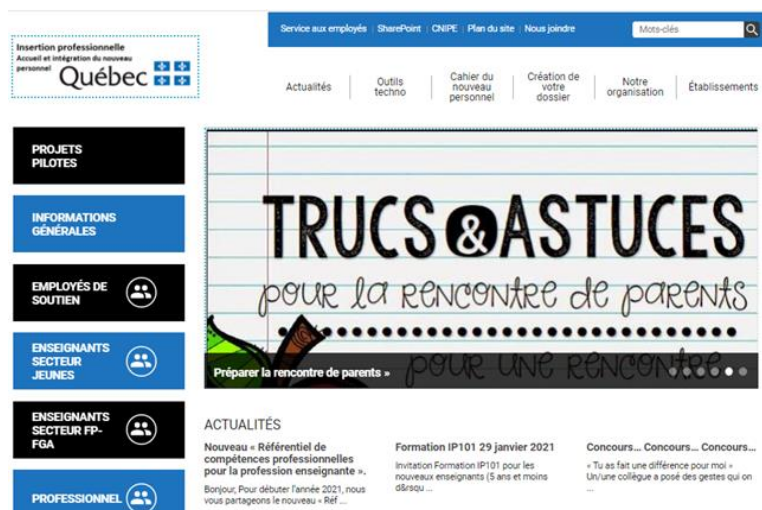 Service aux employés | SharePoint | CNIPE | Plan du site | Nous joindre
Mots-clés
Insertion professionnelle
Accueil et intégration du nouveau
personnel
Québec
Actualités
Outils
techno
Cahier du
nouveau
personnel
Création de
votre
dossier
Notre
organisation
Établissements
PROJETS
PILOTES
INFORMATIONS
GÉNÉRALES
EMPLOYÉS DE
SOUTIEN
ENSEIGNANTS
SECTEUR
JEUNES
ENSEIGNANTS
SECTEUR FP-
FGA
PROFESSIONNEL
TRUCS & ASTUCES
pour la rencontre de parents
pour une rencontre
Préparer la rencontre de parents »
ACTUALITÉS
Nouveau « Référentiel de
compétences professionnelles
pour la profession enseignante ».
Bonjour, Pour débuter l'année 2021, nous
vous partageons le nouveau « Réf ...
Formation IP101 29 janvier 2021
Invitation Formation IP101 pour les
nouveaux enseignants (5 ans et moins
d&rsqu ...
Concours... Concours... Concours...
« Tu as fait une différence pour moi »
Un/une collègue a posé des gestes qui on
...